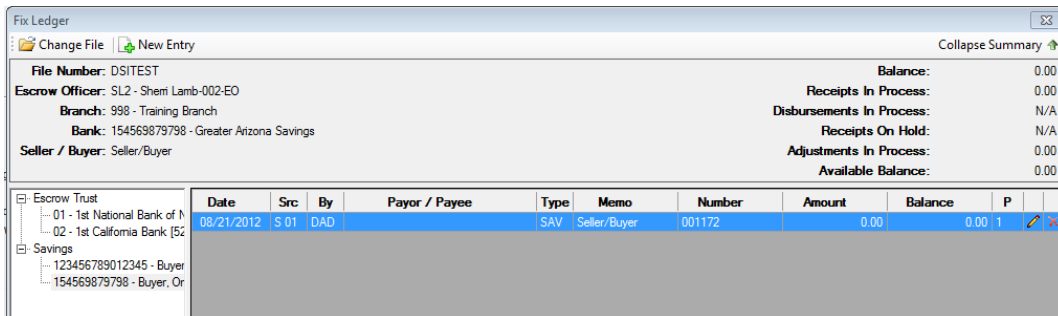 Fix Ledger
Change File New Entry Collapse Summary
File Number: DSITEST Balance: 0.00
Escrow Officer: SL2 - Sherri Lamb-002-EO Receipts In Process: 0.00
Branch: 998 - Training Branch Disbursements In Process: N/A
Bank: 154569879798 - Greater Arizona Savings Receipts On Hold: N/A
Seller / Buyer: Seller/Buyer Adjustments In Process: 0.00
Available Balance: 0.00
Escrow Trust
01 - 1st National Bank of N
02 - 1st California Bank [52
Savings
123456789012345 - Buyer
154569879798 - Buyer, Or
Date Src By Payor / Payee Type Memo Number Amount Balance P
08/21/2012 S 01 DAD SAV Seller/Buyer 001172 0.00 0.00 1